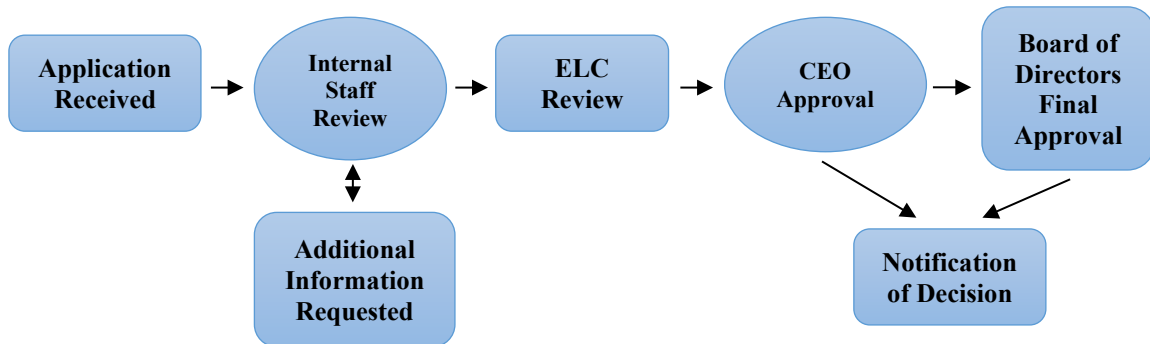 Application
Received
Internal
Staff
Review
ELC
Review
CEO
Approval
Board of
Directors
Final
Approval
Additional
Information
Requested
Notification
of Decision